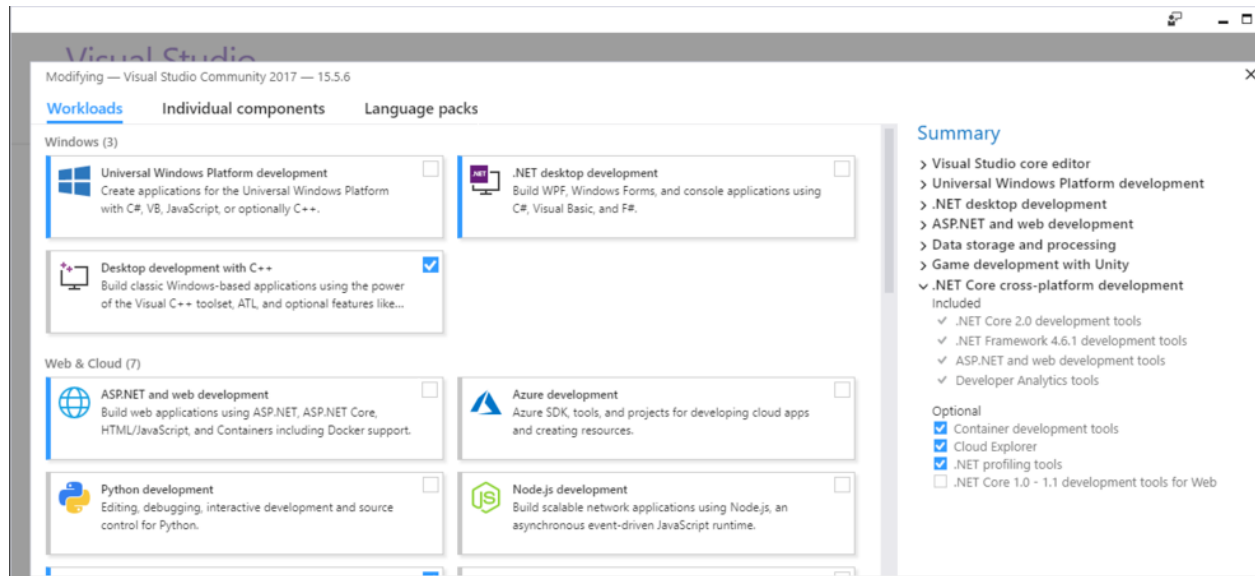 Visual Studio
Modifying — Visual Studio Community 2017 — 15.5.6
Workloads
Individual components
Language packs
Windows (3)
Universal Windows Platform development
Create applications for the Universal Windows Platform
with C#, VB, JavaScript, or optionally C++.
.NET
.NET desktop development
Build WPF, Windows Forms, and console applications using
C#, Visual Basic, and F#.
Desktop development with C++
Build classic Windows-based applications using the power
of the Visual C++ toolset, ATL, and optional features like...
Web & Cloud (7)
ASP.NET and web development
Build web applications using ASP.NET, ASP.NET Core,
HTML/JavaScript, and Containers including Docker support.
Azure development
Azure SDK, tools, and projects for developing cloud apps
and creating resources.
Python development
Editing, debugging, interactive development and source
control for Python.
JS
Node.js development
Build scalable network applications using Node.js, an
asynchronous event-driven JavaScript runtime.
Summary
Visual Studio core editor
Universal Windows Platform development
.NET desktop development
ASP.NET and web development
Data storage and processing
Game development with Unity
.NET Core cross-platform development
Included
.NET Core 2.0 development tools
.NET Framework 4.6.1 development tools
ASP.NET and web development tools
Developer Analytics tools
Optional
Container development tools
Cloud Explorer
.NET profiling tools
.NET Core 1.0 - 1.1 development tools for Web